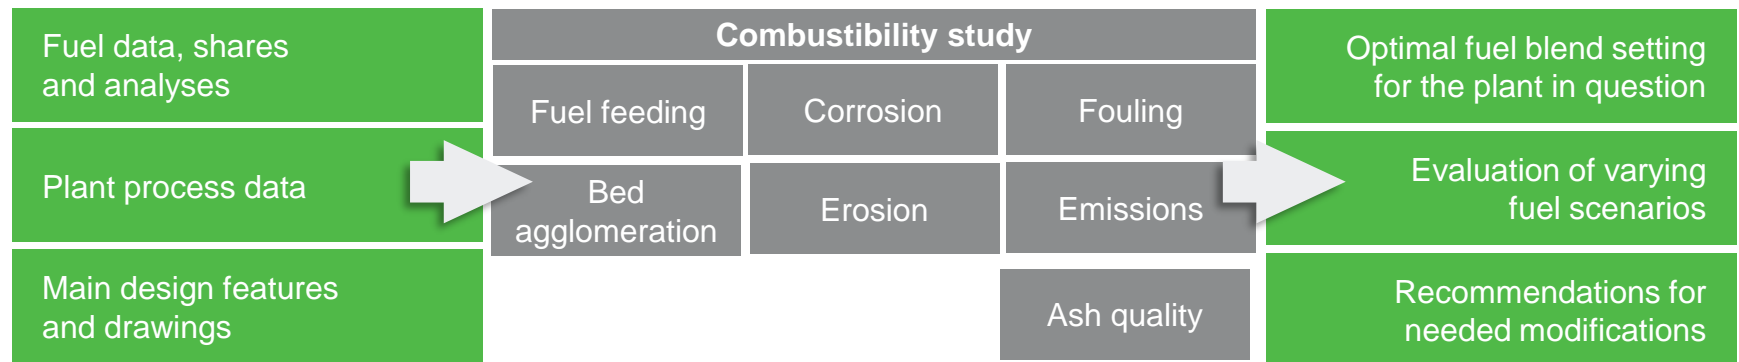 Fuel data, shares
and analyses
Plant process data
Main design features
and drawings
Combustibility study
Fuel feeding
Corrosion
Fouling
Bed
agglomeration
Erosion
Emissions
Ash quality
Optimal fuel blend setting
for the plant in question
Evaluation of varying
fuel scenarios
Recommendations for
needed modifications